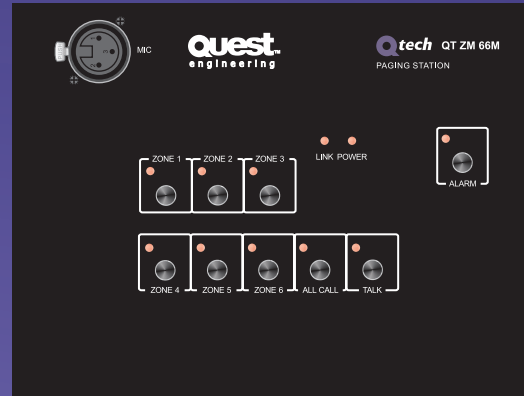 MIC
Quest™
engineering
Qtech QT ZM 66M
PAGING STATION
LINK POWER
ZONE 1 ZONE 2 ZONE 3
ALARM
ZONE 4 ZONE 5 ZONE 6 ALL CALL TALK